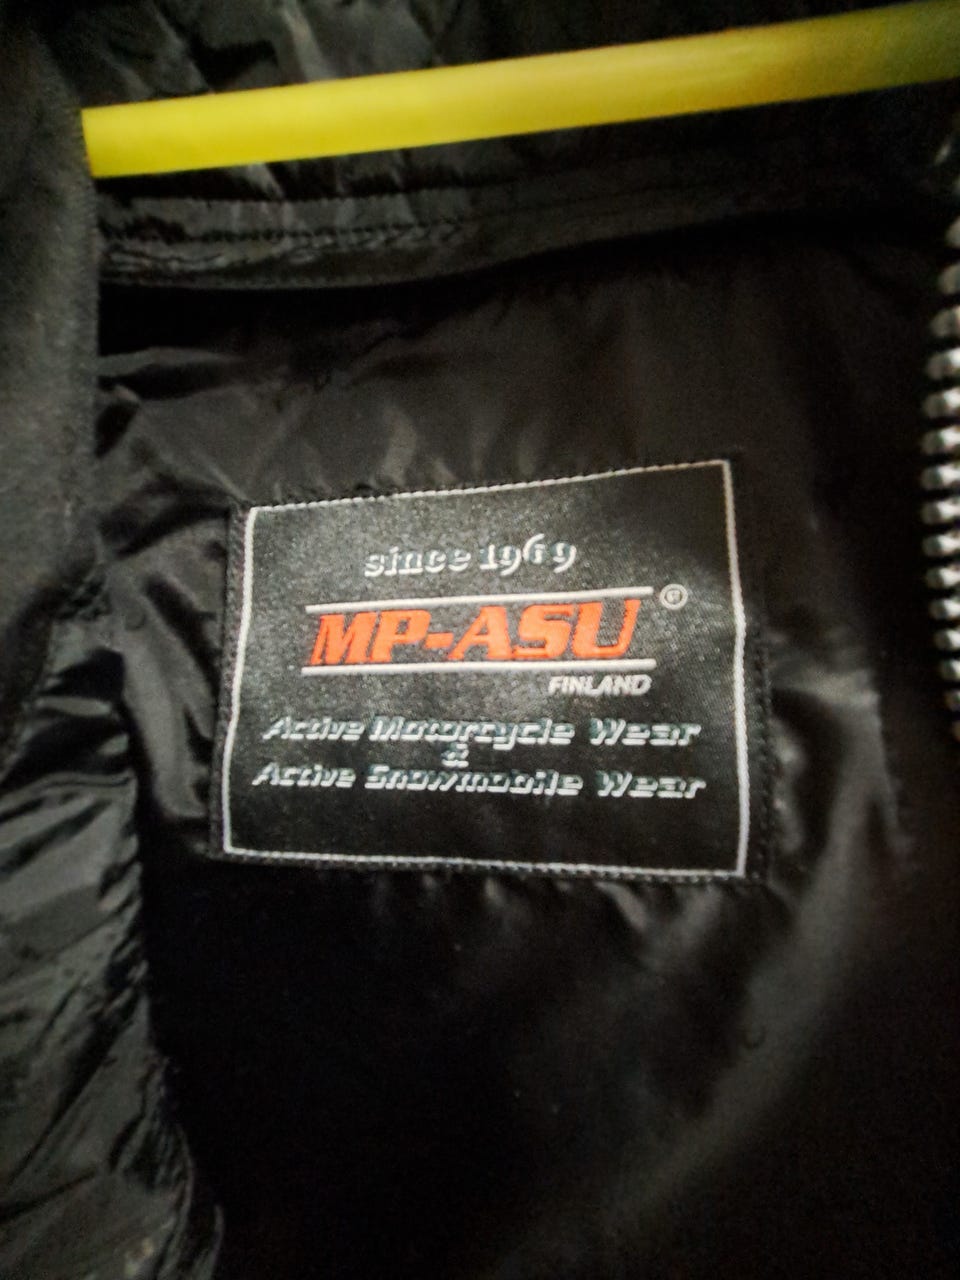 since 1969
MP-ASU®
FINLAND
Active Motorcycle Wear
&
Active Snowmobile Wear